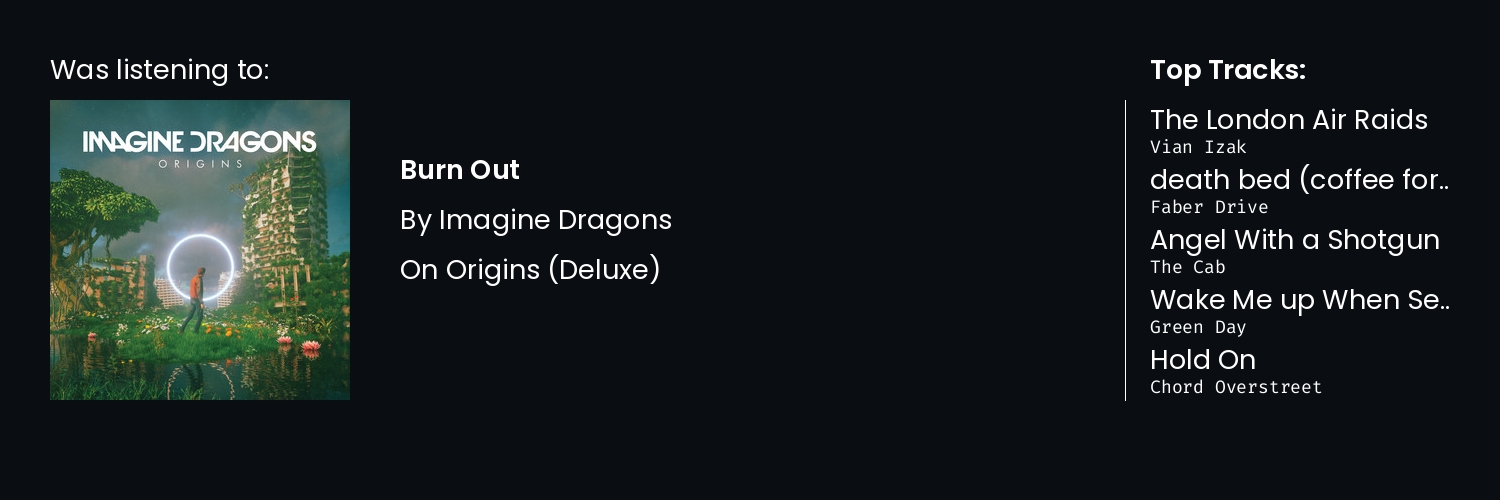 Was listening to:
IMAGINE DRAGONS
ORIGINS
Burn Out
By Imagine Dragons
On Origins (Deluxe)
Top Tracks:
The London Air Raids
Vian Izak
death bed (coffee for..
Faber Drive
Angel With a Shotgun
The Cab
Wake Me up When Se..
Green Day
Hold On
Chord Overstreet